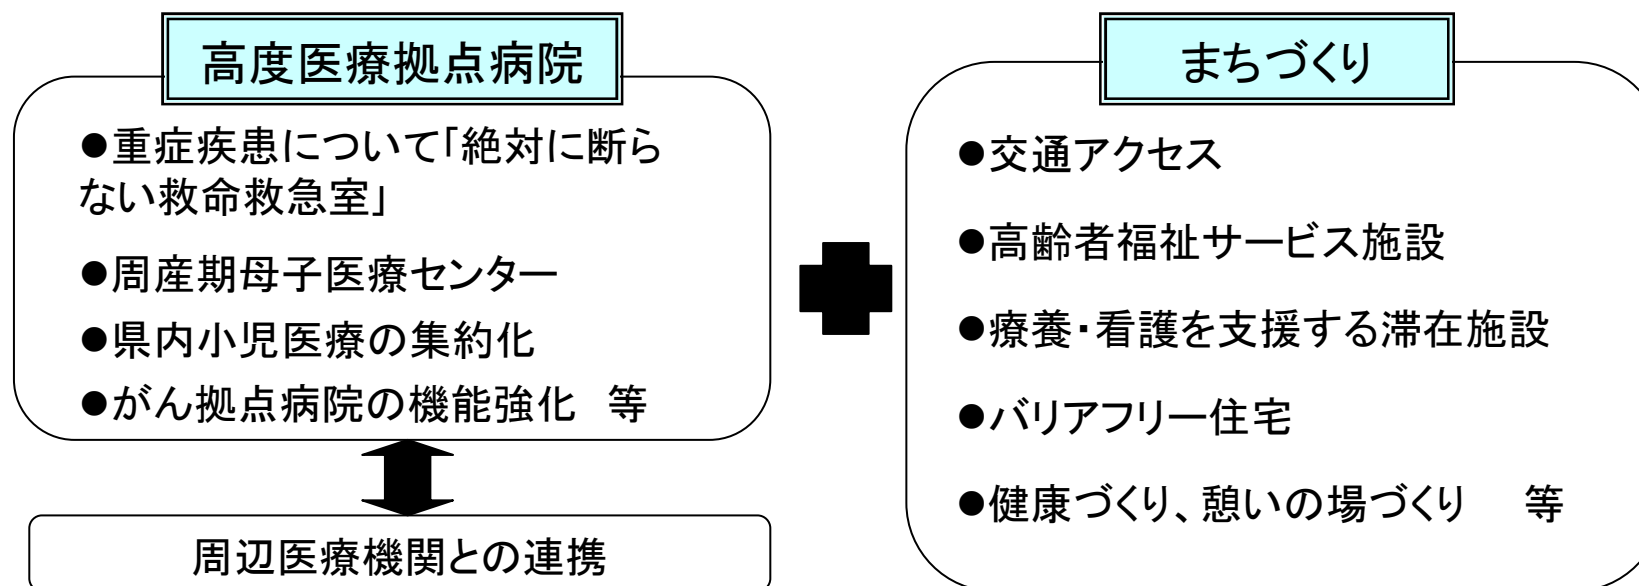 高度医療拠点病院
●重症疾患について「絶対に断ら
ない救命救急室」
●周産期母子医療センター
●県内小児医療の集約化
●がん拠点病院の機能強化　等
周辺医療機関との連携
まちづくり
●交通アクセス
●高齢者福祉サービス施設
●療養・看護を支援する滞在施設
●バリアフリー住宅
●健康づくり、憩いの場づくり　等